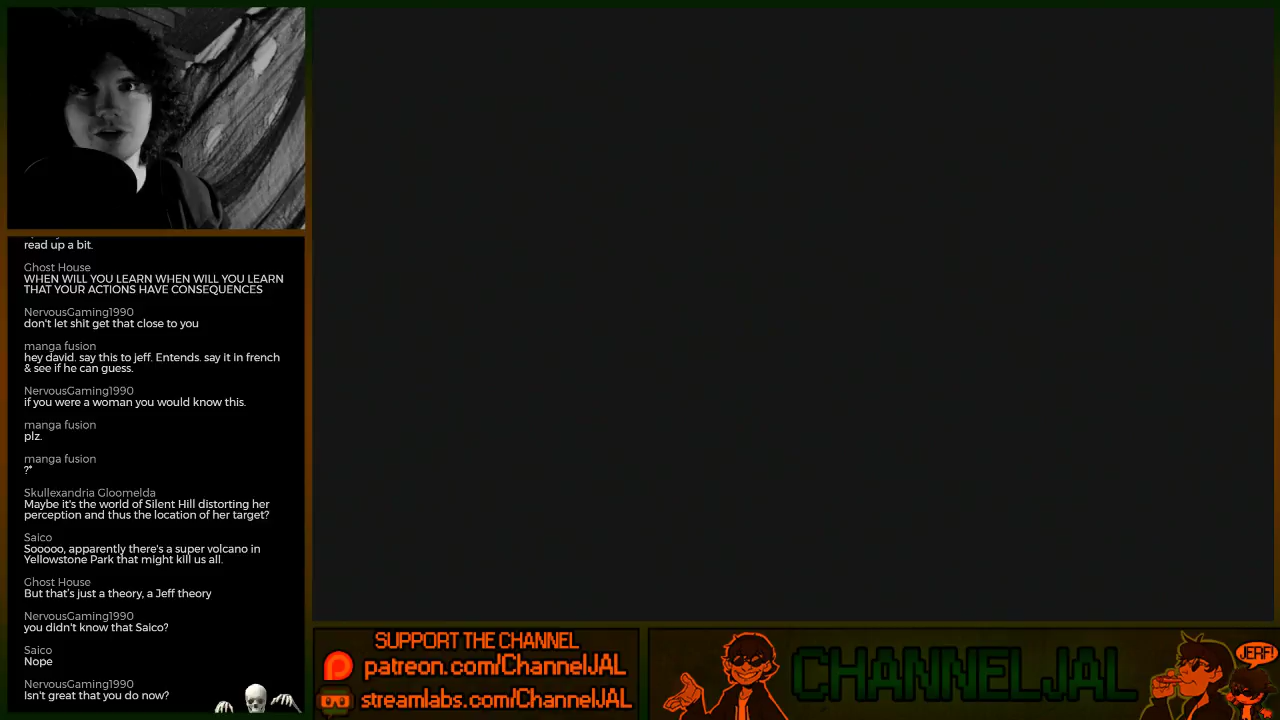 read up a bit.
Ghost House
WHEN WILL YOU LEARN WHEN WILL YOU LEARN
THAT YOUR ACTIONS HAVE CONSEQUENCES
NervousGaming1990
don't let shit get that close to you
manga fusion
hey david. say this to jeff. Entends. say it in french
& see if he can guess.
NervousGaming1990
if you were a woman you would know this.
manga fusion
plz.
manga fusion
?*
Skullexandria Gloomelda
Maybe it's the world of Silent Hill distorting her
perception and thus the location of her target?
Saico
Sooooo, apparently there's a super volcano in
Yellowstone Park that might kill us all.
Ghost House
But that's just a theory, a Jeff theory
NervousGaming1990
you didn't know that Saico?
Saico
Nope
NervousGaming1990
Isn't great that you do now?
SUPPORT THE CHANNEL
patreon.com/ChannelJAL
streamlabs.com/ChannelJAL
CHANNELJAL
JERF!